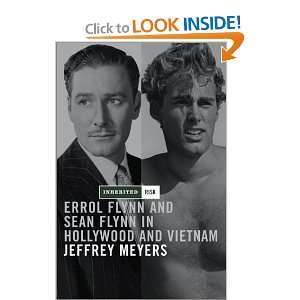 Click to LOOK INSIDE!
INHERITED RISK
ERROL FLYNN AND
SEAN FLYNN IN
HOLLYWOOD AND VIETNAM
JEFFREY MEYERS